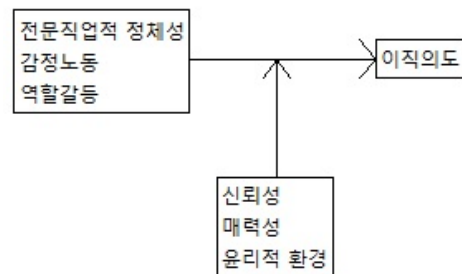 전문직업적 정체성
감정노동
역할갈등
이직의도
신뢰성
매력성
윤리적 환경